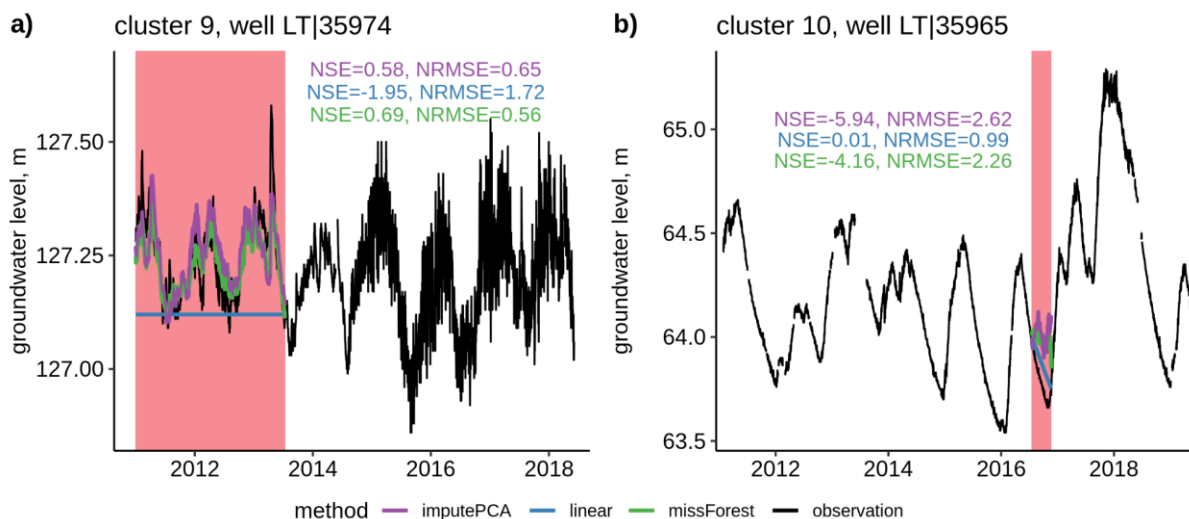 a) cluster 9, well LT|35974
NSE=0.58, NRMSE=0.65
NSE=-1.95, NRMSE=1.72
NSE=0.69, NRMSE=0.56
groundwater level, m
127.50
127.25
127.00
2012 2014 2016 2018
b) cluster 10, well LT|35965
NSE=-5.94, NRMSE=2.62
NSE=0.01, NRMSE=0.99
NSE=-4.16, NRMSE=2.26
groundwater level, m
65.0
64.5
64.0
63.5
2012 2014 2016 2018
method imputePCA linear missForest observation